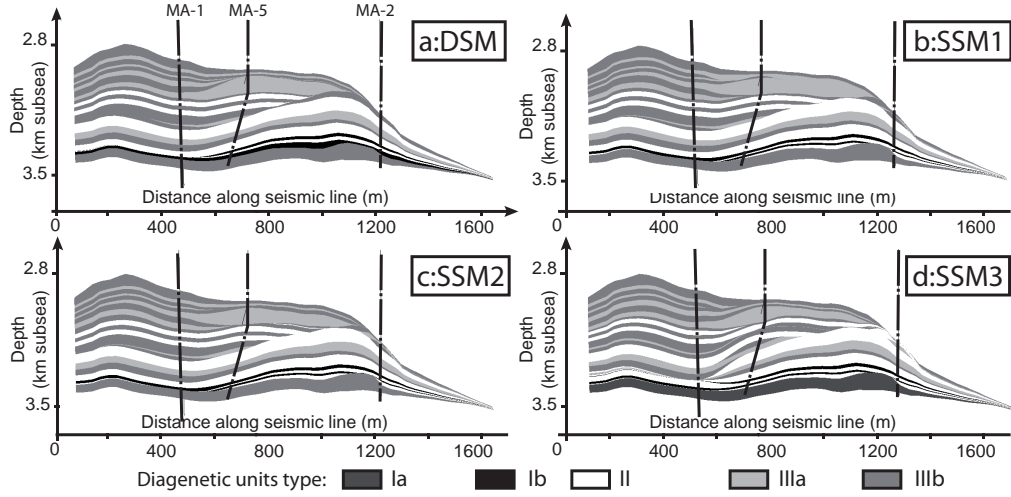 MA-1 MA-5 MA-2
a:DSM
2.8
Depth
(km subsea)
3.5
Distance along seismic line (m)
0 400 800 1200 1600
b:SSM1
2.8
Depth
(km subsea)
3.5
Distance along seismic line (m)
0 400 800 1200 1600
c:SSM2
2.8
Depth
(km subsea)
3.5
Distance along seismic line (m)
0 400 800 1200 1600
d:SSM3
2.8
Depth
(km subsea)
3.5
Distance along seismic line (m)
0 400 800 1200 1600
Diagenetic units type: Ia Ib II IIIa IIIb